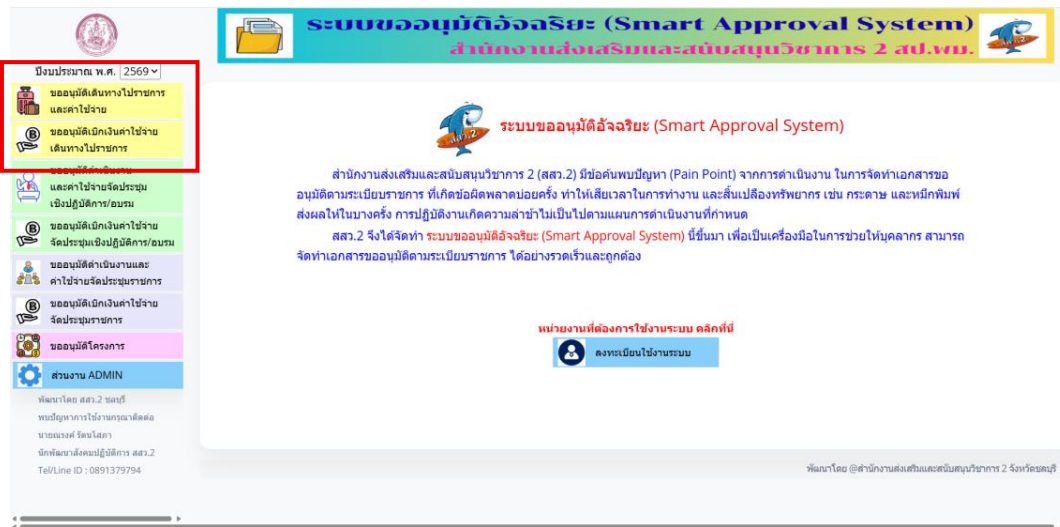 ระบบขออนุมัติอัจฉริยะ (Smart Approval System)
สำนักงานส่งเสริมและสนับสนุนวิชาการ 2 สป.พม.
ปีงบประมาณ พ.ศ. 2569
ขออนุมัติเดินทางไปราชการ
และค่าใช้จ่าย
ขออนุมัติเบิกเงินค่าใช้จ่าย
เดินทางไปราชการ
ขออนุมัติดำเนินงาน
และค่าใช้จ่ายจัดประชุม
เชิงปฏิบัติการ/อบรม
ขออนุมัติเบิกเงินค่าใช้จ่าย
จัดประชุมเชิงปฏิบัติการ/อบรม
ขออนุมัติดำเนินงานและ
ค่าใช้จ่ายจัดประชุมราชการ
ขออนุมัติเบิกเงินค่าใช้จ่าย
จัดประชุมราชการ
ขออนุมัติโครงการ
ส่วนงาน ADMIN
พัฒนาโดย สสว.2 ชลบุรี
พบปัญหาการใช้งานกรุณาติดต่อ
นายณรงค์ รัตนโสภา
นักพัฒนาสังคมปฏิบัติการ สสว.2
Tel/Line ID : 0891379794
สสว.2
ระบบขออนุมัติอัจฉริยะ (Smart Approval System)
สำนักงานส่งเสริมและสนับสนุนวิชาการ 2 (สสว.2) มีข้อค้นพบปัญหา (Pain Point) จากการดำเนินงาน ในการจัดทำเอกสารขอ
อนุมัติตามระเบียบราชการ ที่เกิดข้อผิดพลาดบ่อยครั้ง ทำให้เสียเวลาในการทำงาน และสิ้นเปลืองทรัพยากร เช่น กระดาษ และหมึกพิมพ์
ส่งผลให้ในบางครั้ง การปฏิบัติงานเกิดความล่าช้าไม่เป็นไปตามแผนการดำเนินงานที่กำหนด
สสว.2 จึงได้จัดทำ ระบบขออนุมัติอัจฉริยะ (Smart Approval System) นี้ขึ้นมา เพื่อเป็นเครื่องมือในการช่วยให้บุคลากร สามารถ
จัดทำเอกสารขออนุมัติตามระเบียบราชการ ได้อย่างรวดเร็วและถูกต้อง
หน่วยงานที่ต้องการใช้งานระบบ คลิกที่นี่
ลงทะเบียนใช้งานระบบ
พัฒนาโดย @สำนักงานส่งเสริมและสนับสนุนวิชาการ 2 จังหวัดชลบุรี